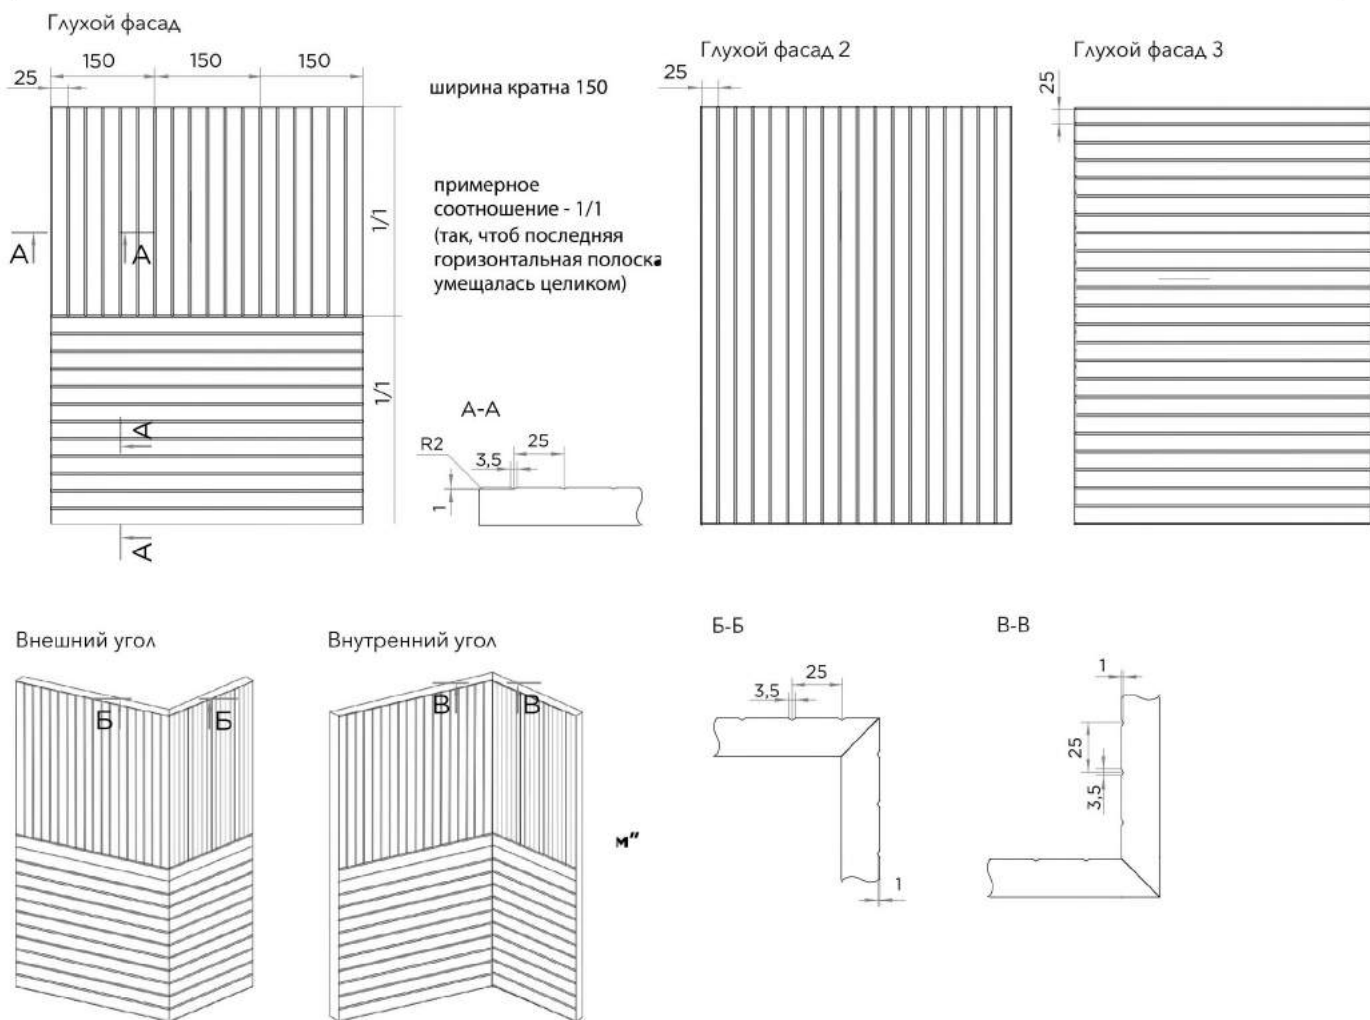 Глухой фасад
150
150
150
25
ширина кратна 150
примерное
соотношение - 1/1
(так, чтоб последняя
горизонтальная полоска
умещалась целиком)
1/1
1/1
А
А
А
А
А-А
R2
3,5
25
1
Глухой фасад 2
25
Глухой фасад 3
25
Внешний угол
Б
Б
Внутренний угол
В
В
м"
Б-Б
25
3,5
1
В-В
1
25
3,5